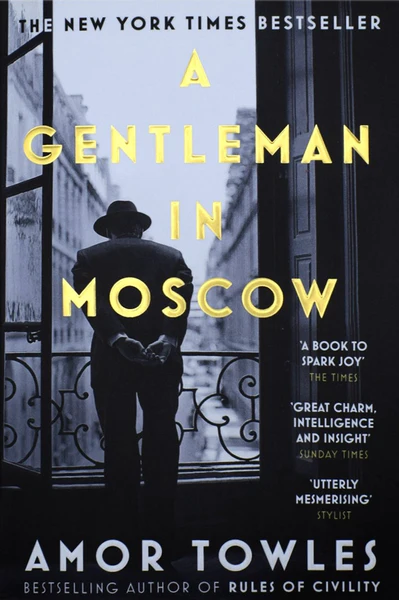 THE NEW YORK TIMES BESTSELLER
A
GENTLEMAN
IN
MOSCOW
'A BOOK TO
SPARK JOY'
THE TIMES
'GREAT CHARM,
INTELLIGENCE
AND INSIGHT'
SUNDAY TIMES
'UTTERLY
MESMERISING'
STYLIST
AMOR TOWLES
BESTSELLING AUTHOR OF RULES OF CIVILITY